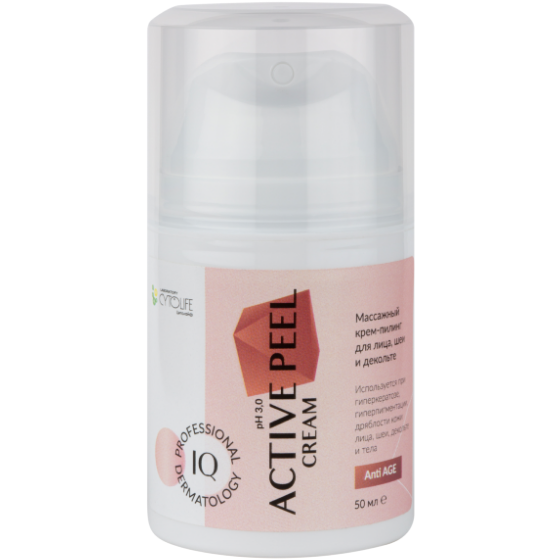 CYTOLIFE
PROFESSIONAL
IQ
DERMATOLOGY
pH 3,0
ACTIVE PEEL
CREAM
Массажный
крем-пилинг
для лица, шеи
и декольте
Используется при
гиперкератозе,
гиперпигментации,
дряблости кожи
лица, шеи, декольте
и тела
Anti AGE
50 мл ℮